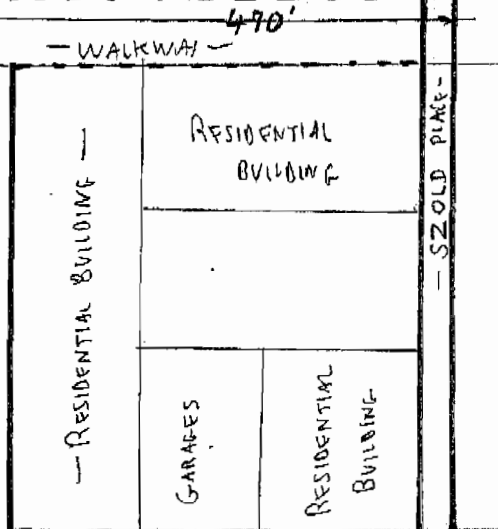 470'
— WALKWAY —
RESIDENTIAL
BUILDING
— SZOLD PLACE —
— RESIDENTIAL BUILDING —
GARAGES
RESIDENTIAL
BUILDING